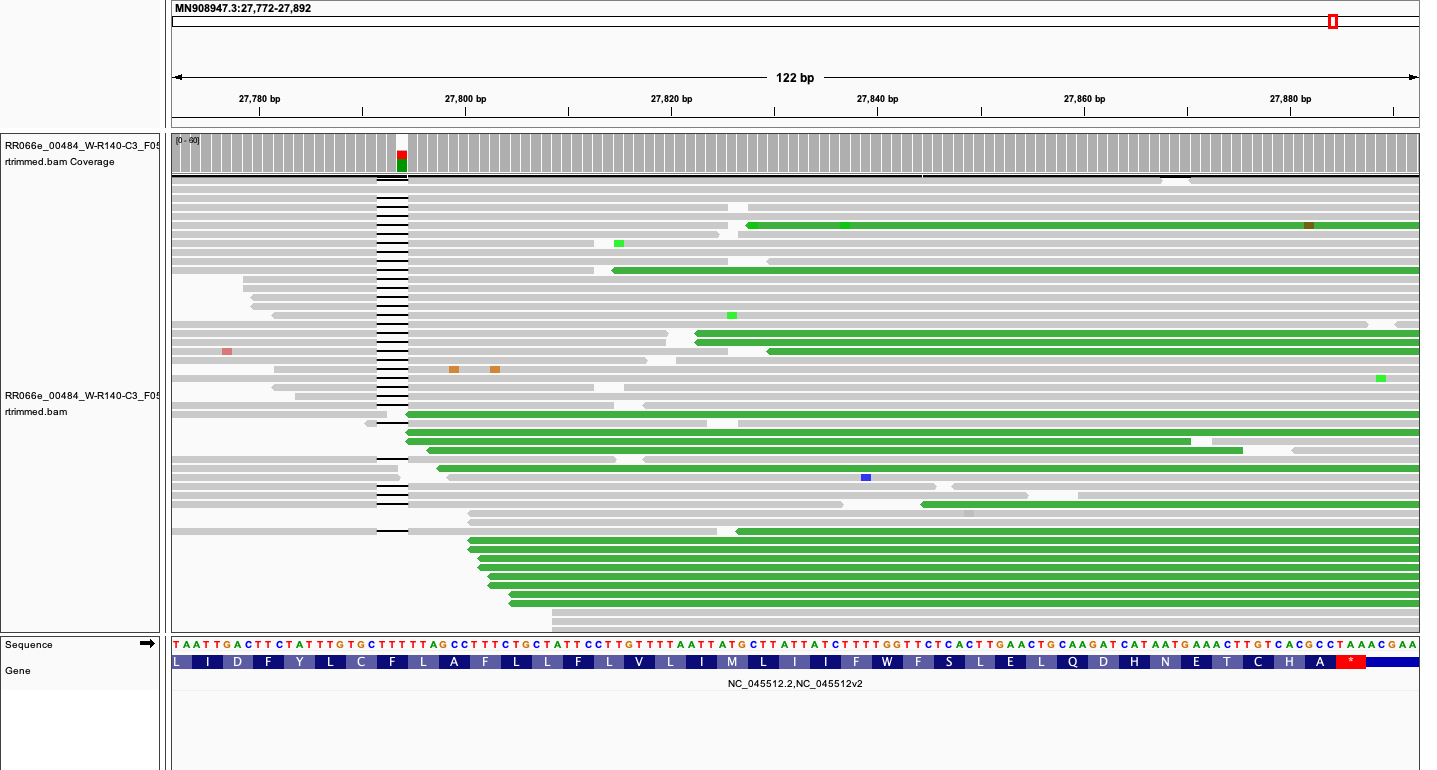 MN908947.3:27,772-27,892
122 bp
27,780 bp 27,800 bp 27,820 bp 27,840 bp 27,860 bp 27,880 bp
RR066e_00484_W-R140-C3_F05
rtrimmed.bam Coverage
[0 - 60]
RR066e_00484_W-R140-C3_F05
rtrimmed.bam
Sequence
TAATTGACTTCTATTTGTGCTTTTTAGCCTTTCTGCTATTCCTTGTTTTAATTATGCTTATTATCTTTTGGTTCTCACTTGAACTGCAAGATCATAATGAAACTTGTCACGCCTAAACGAA
Gene
L I D F Y L C F L A F L L F L V L I M L I I F W F S L E L Q D H N E T C H A *
NC_045512.2,NC_045512v2